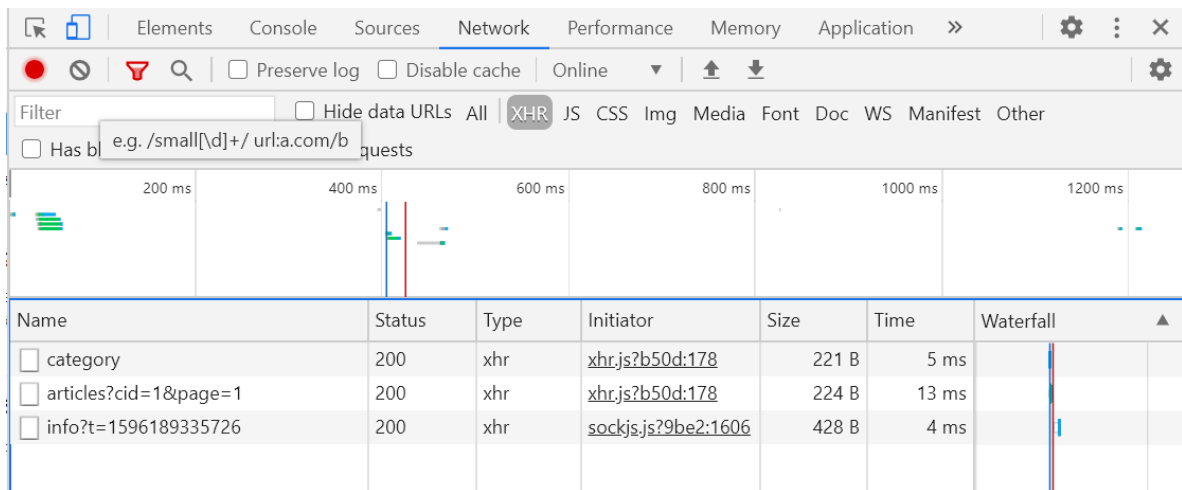 Elements Console Sources Network Performance Memory Application »
Preserve log Disable cache Online
Filter Hide data URLs All XHR JS CSS Img Media Font Doc WS Manifest Other
e.g. /small[\d]+/ url:a.com/b
Has bl quests
200 ms 400 ms 600 ms 800 ms 1000 ms 1200 ms
Name Status Type Initiator Size Time Waterfall
category 200 xhr xhr.js?b50d:178 221 B 5 ms
articles?cid=1&page=1 200 xhr xhr.js?b50d:178 224 B 13 ms
info?t=1596189335726 200 xhr sockjs.js?9be2:1606 428 B 4 ms